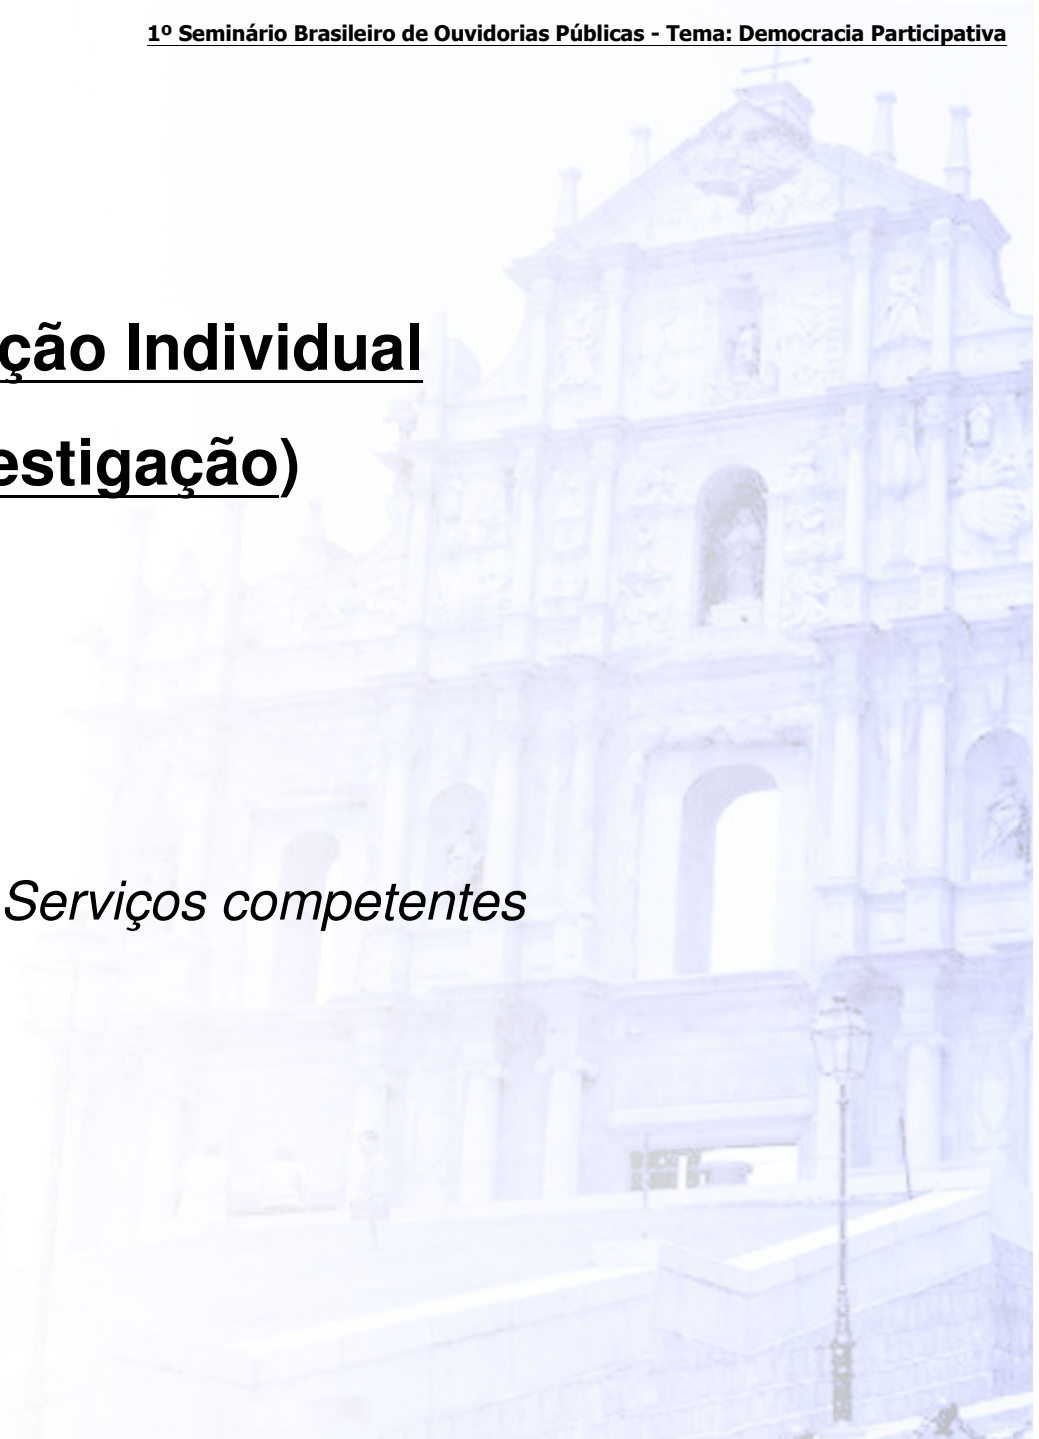 1º Seminário Brasileiro de Ouvidorias Públicas - Tema: Democracia Participativa
ção Individual
estigação)
Serviços competentes